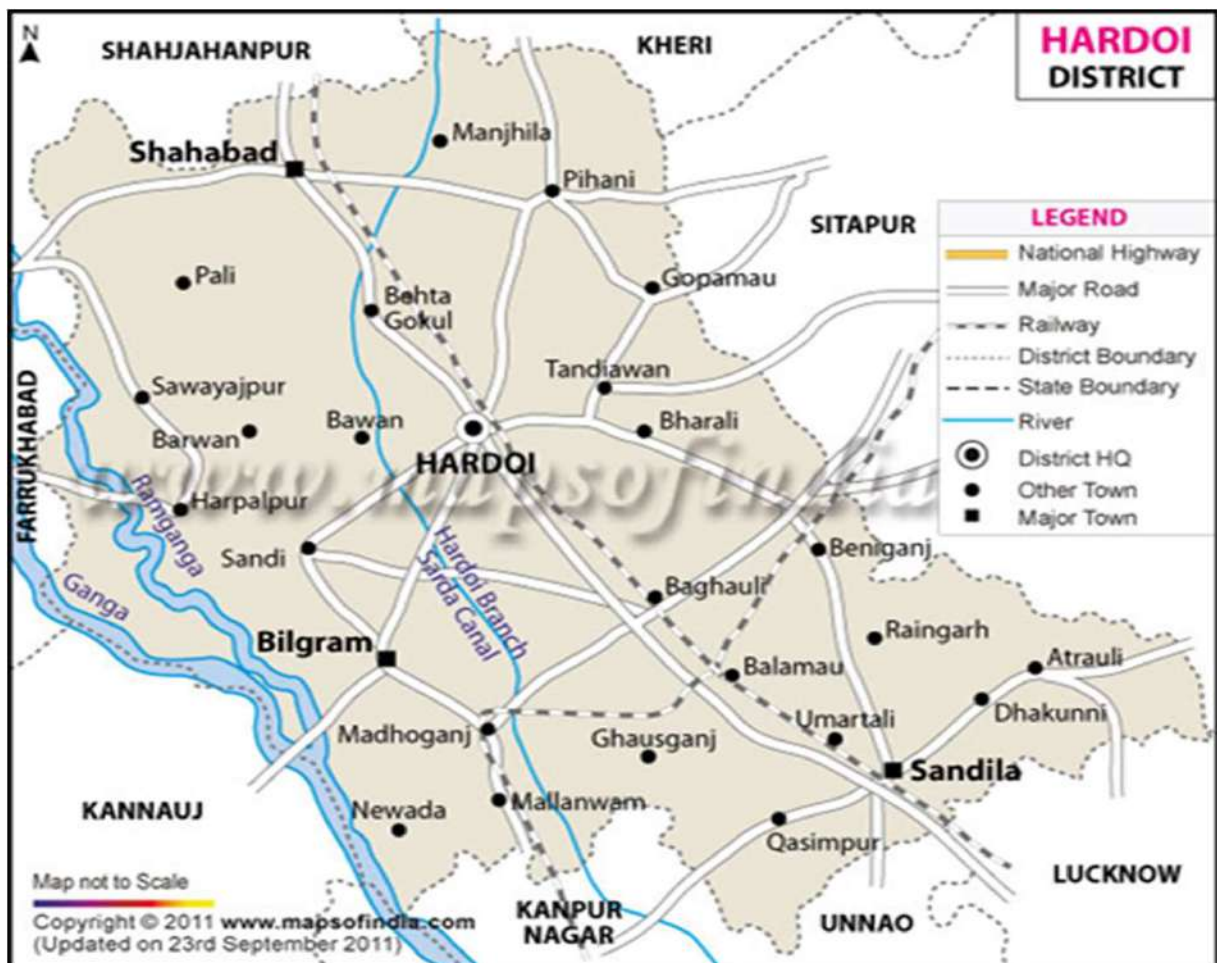 N
SHAHJAHANPUR
KHERI
HARDOI
DISTRICT
Manjhila
Shahabad
Pihani
SITAPUR
LEGEND
National Highway
Major Road
Railway
District Boundary
State Boundary
River
District HQ
Other Town
Major Town
Pali
Gopamau
Behta
Gokul
Tandiawan
FARRUKHABAD
Sawayajpur
Barwan
Bawan
Bharali
HARDOI
www.mapsofindia
Harpalpur
Ramganga
Sandi
Hardoi Branch
Sarda Canal
Beniganj
Ganga
Baghauli
Raingarh
Bilgram
Balamau
Atrauli
Dhakunni
Madhoganj
Ghausganj
Umartali
Sandila
KANNAUJ
Newada
Mallanwam
Qasimpur
LUCKNOW
KANPUR
NAGAR
UNNAO
Map not to Scale
Copyright © 2011 www.mapsofindia.com
(Updated on 23rd September 2011)